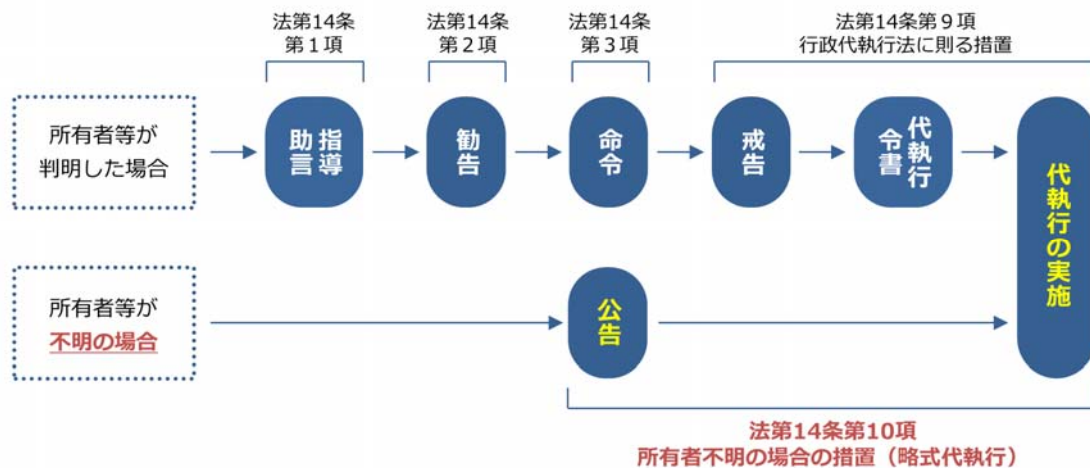 法第14条
第１項
法第14条
第２項
法第14条
第３項
法第14条第９項
行政代執行法に則る措置
所有者等が
判明した場合
指導
助言
勧告
命令
戒告
代執行
令書
代執行の実施
所有者等が
不明の場合
公告
法第14条第10項
所有者不明の場合の措置（略式代執行）